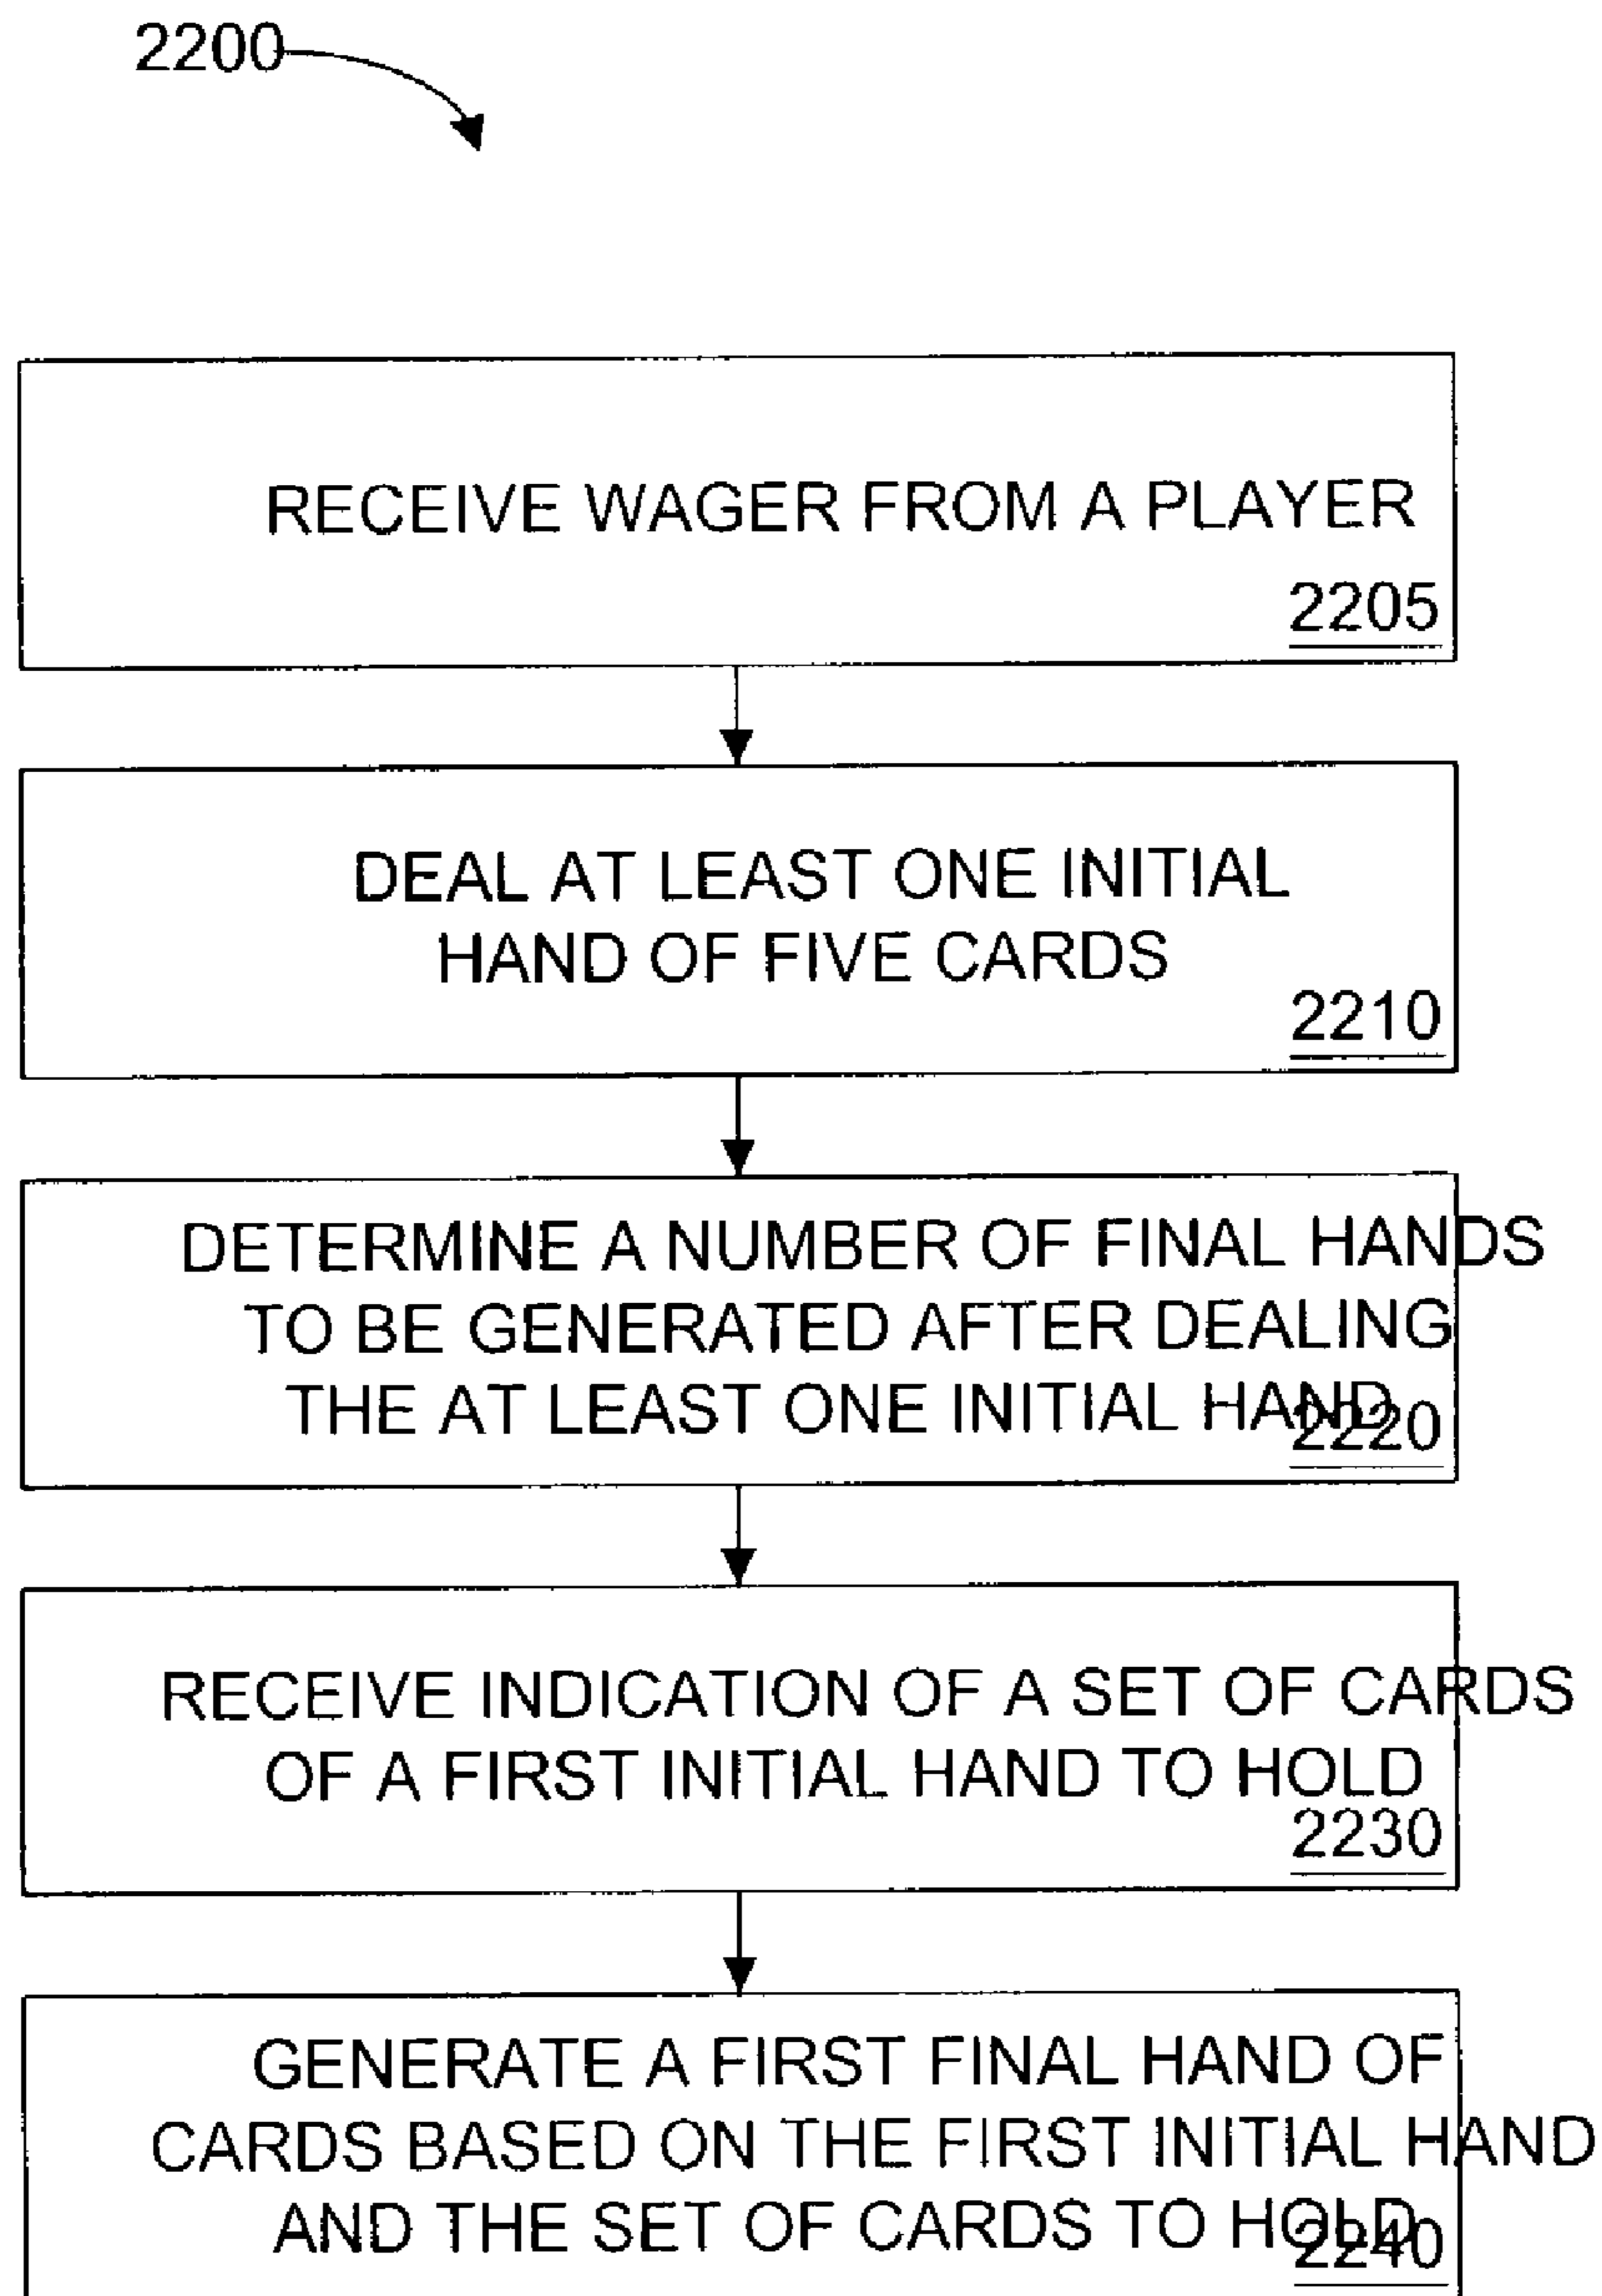 2200
RECEIVE WAGER FROM A PLAYER
2205
DEAL AT LEAST ONE INITIAL
HAND OF FIVE CARDS
2210
DETERMINE A NUMBER OF FINAL HANDS
TO BE GENERATED AFTER DEALING
THE AT LEAST ONE INITIAL HAND
2220
RECEIVE INDICATION OF A SET OF CARDS
OF A FIRST INITIAL HAND TO HOLD
2230
GENERATE A FIRST FINAL HAND OF
CARDS BASED ON THE FIRST INITIAL HAND
AND THE SET OF CARDS TO HOLD
2240